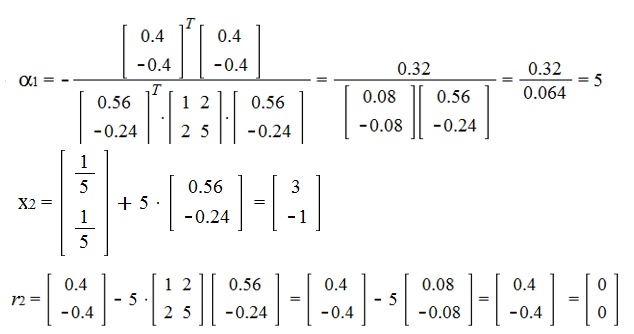 α1 = - [0.4 -0.4]^T [0.4 -0.4] / [0.56 -0.24]^T · [1 2 2 5] · [0.56 -0.24] = 0.32 / [0.08 -0.08] [0.56 -0.24] = 0.32 / 0.064 = 5
x2 = [1/5 1/5] + 5 · [0.56 -0.24] = [3 -1]
r2 = [0.4 -0.4] - 5 · [1 2 2 5] [0.56 -0.24] = [0.4 -0.4] - 5 [0.08 -0.08] = [0.4 -0.4] = [0 0]